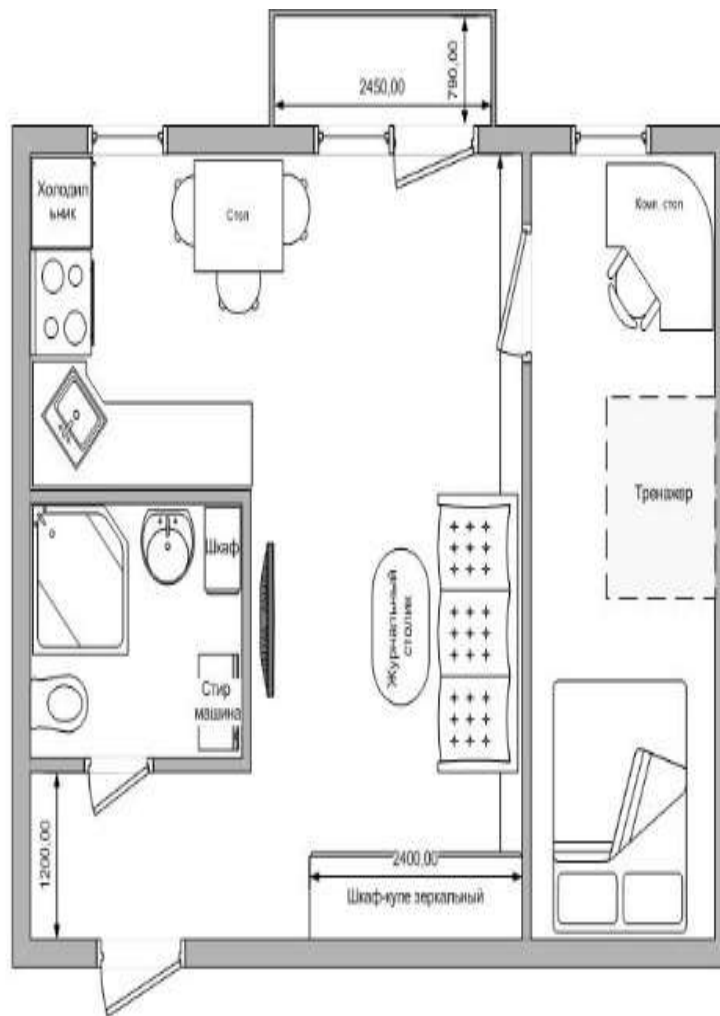 790,00
2450,00
Холодил
ьник
Стол
Комп. стол
Тренажер
Шкаф
Журнальный
столик
Стир
машина
1200,00
2400,00
Шкаф-купе зеркальный